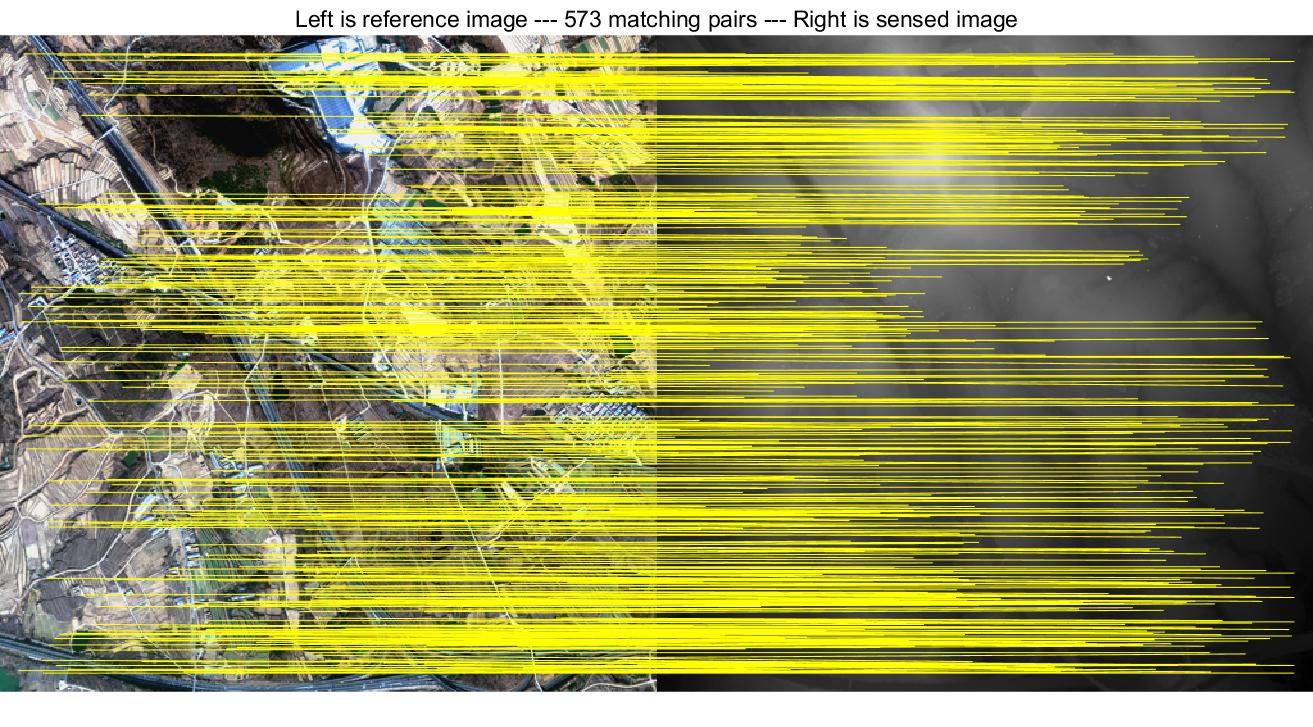 Left is reference image --- 573 matching pairs --- Right is sensed image